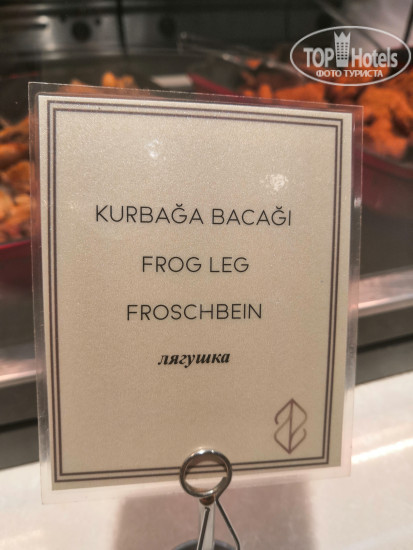 TOP Hotels
ФОТО ТУРИСТА
KURBAĞA BACAĞI
FROG LEG
FROSCHBEIN
лягушка